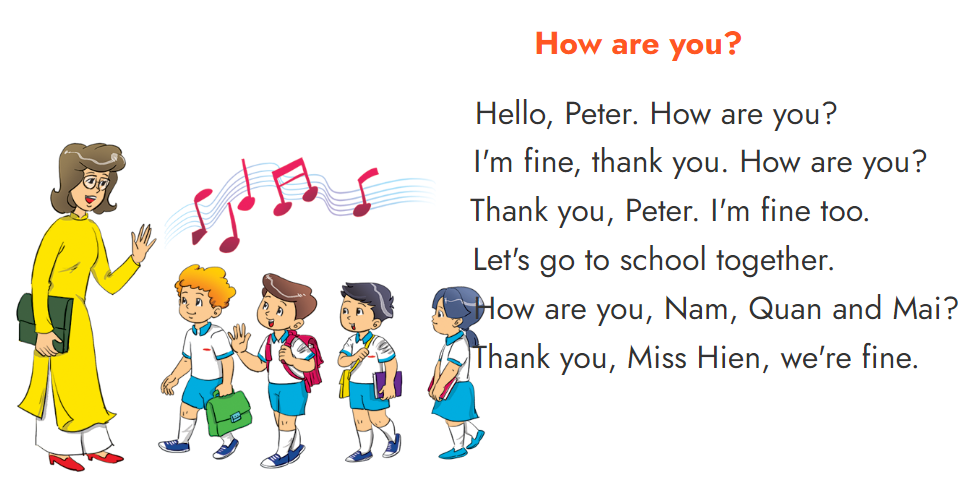 How are you?
Hello, Peter. How are you?
I'm fine, thank you. How are you?
Thank you, Peter. I'm fine too.
Let's go to school together.
How are you, Nam, Quan and Mai?
Thank you, Miss Hien, we're fine.